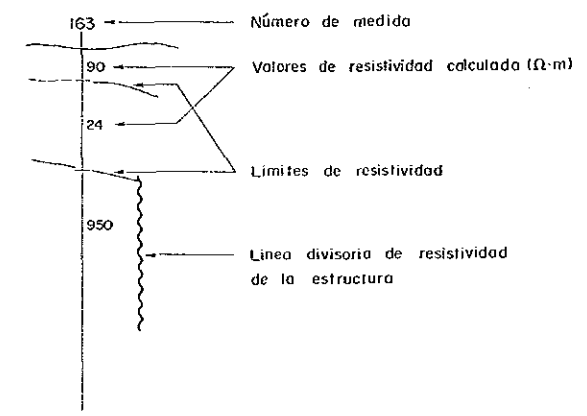 163
Número de medida
90
Valores de resistividad calculada (Ω·m)
24
Límites de resistividad
950
Linea divisoria de resistividad
de la estructura